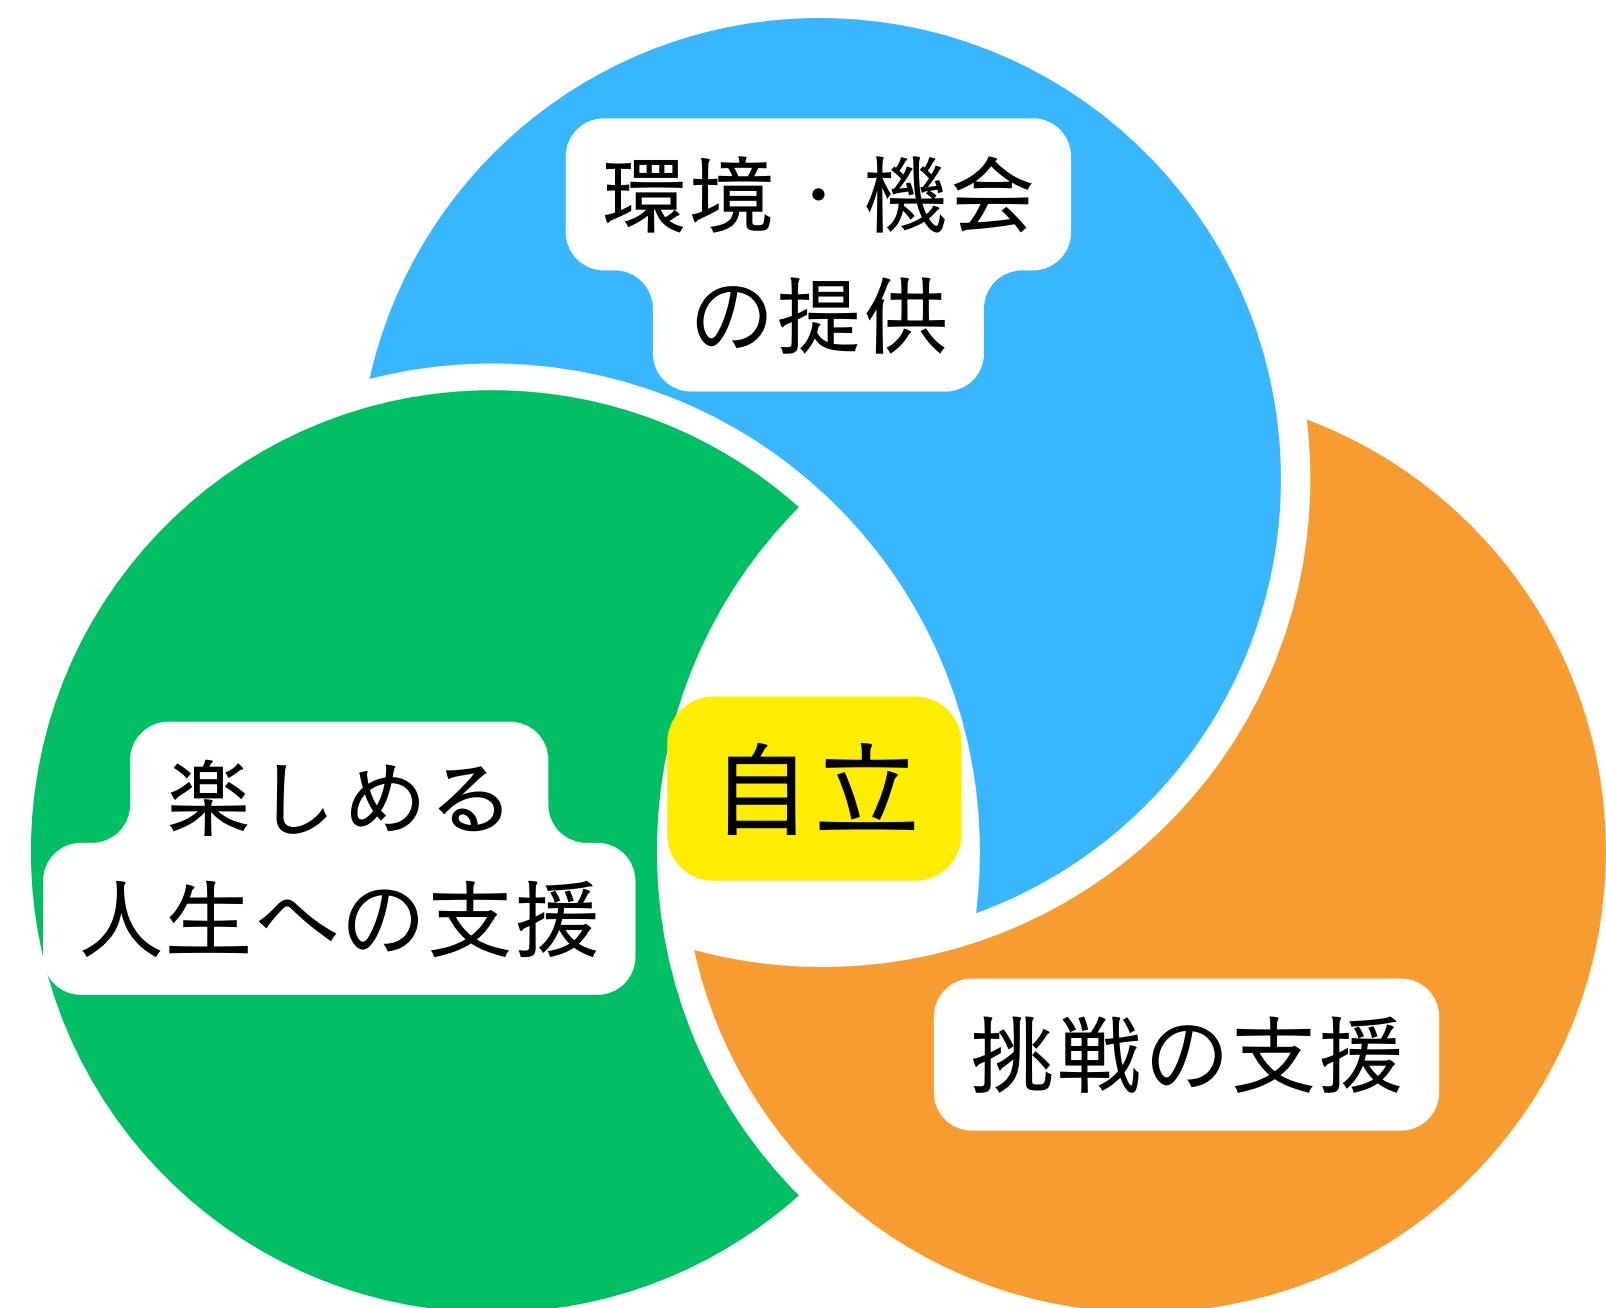 環境・機会
の提供
自立
楽しめる
人生への支援
挑戦の支援